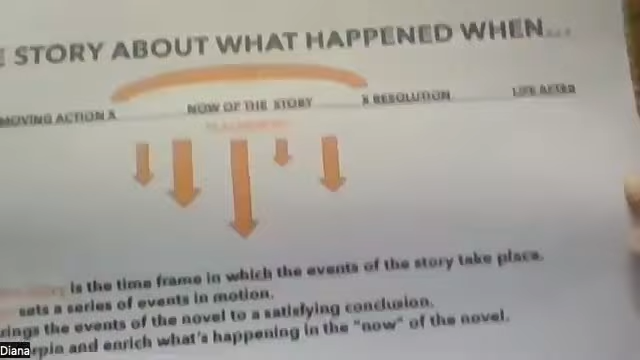 E STORY ABOUT WHAT HAPPENED WHEN...
MOVING ACTION A NOW OF THE STORY B RESOLUTION LIFE AFTER
is the time frame in which the events of the story take place.
sets a series of events in motion.
rings the events of the novel to a satisfying conclusion.
rpin and enrich what's happening in the "now" of the novel.
Diana